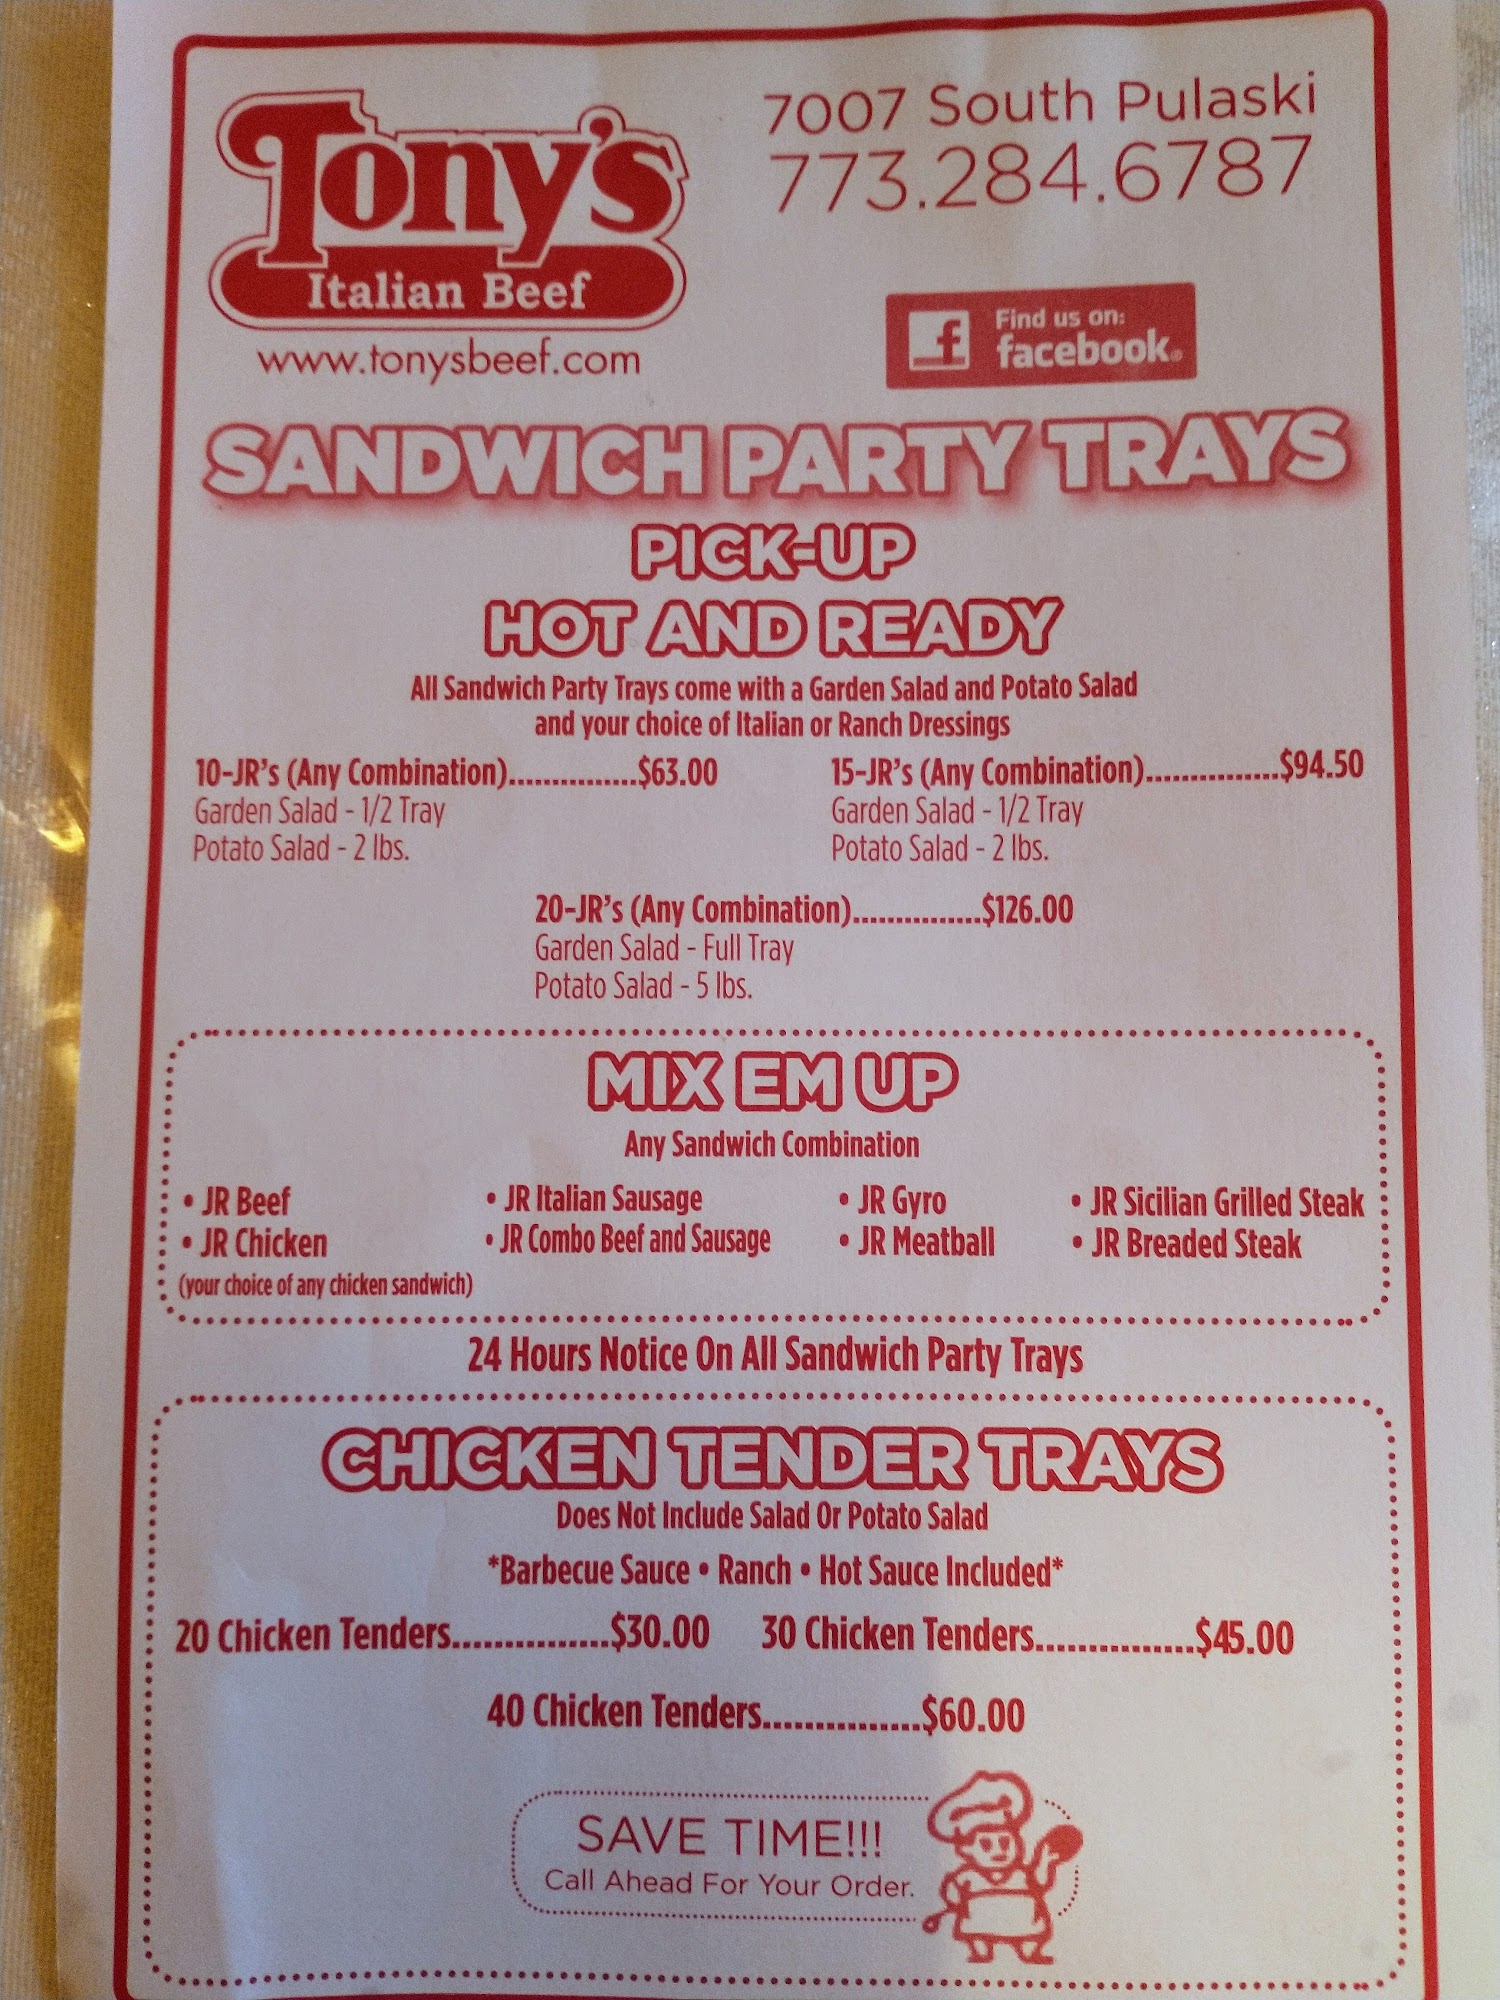 Tony's
Italian Beef
www.tonysbeef.com
7007 South Pulaski
773.284.6787
f Find us on:
facebook®
SANDWICH PARTY TRAYS
PICK-UP
HOT AND READY
All Sandwich Party Trays come with a Garden Salad and Potato Salad
and your choice of Italian or Ranch Dressings
10-JR's (Any Combination)...............$63.00
Garden Salad - 1/2 Tray
Potato Salad - 2 lbs.
15-JR's (Any Combination)................$94.50
Garden Salad - 1/2 Tray
Potato Salad - 2 lbs.
20-JR's (Any Combination)...............$126.00
Garden Salad - Full Tray
Potato Salad - 5 lbs.
MIX EM UP
Any Sandwich Combination
• JR Beef
• JR Chicken
(your choice of any chicken sandwich)
• JR Italian Sausage
• JR Combo Beef and Sausage
• JR Gyro
• JR Meatball
• JR Sicilian Grilled Steak
• JR Breaded Steak
24 Hours Notice On All Sandwich Party Trays
CHICKEN TENDER TRAYS
Does Not Include Salad Or Potato Salad
*Barbecue Sauce • Ranch • Hot Sauce Included*
20 Chicken Tenders...............$30.00
30 Chicken Tenders...............$45.00
40 Chicken Tenders...............$60.00
SAVE TIME!!!
Call Ahead For Your Order.